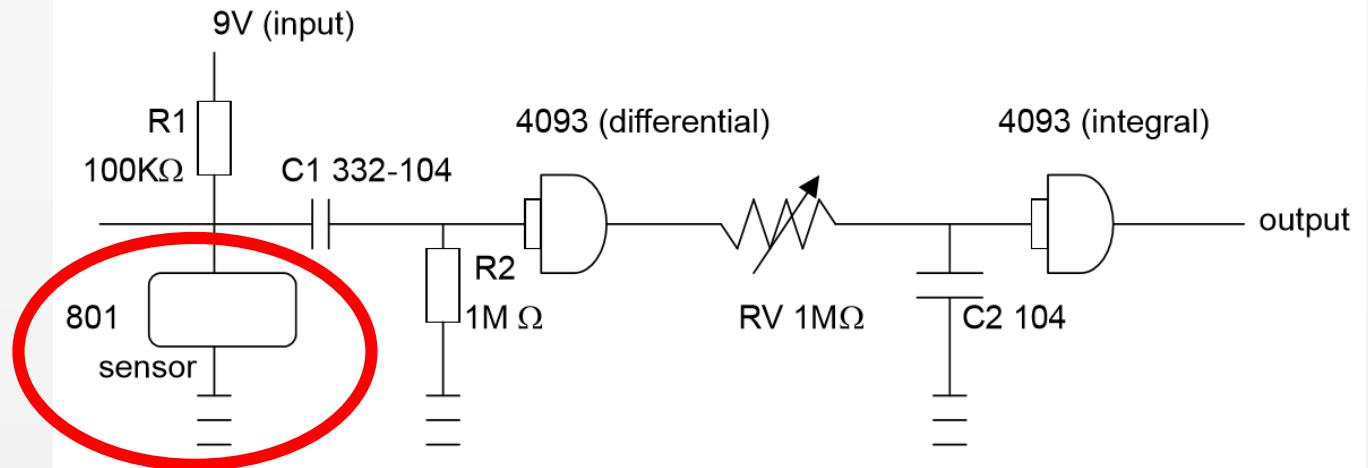 9V (input)
R1
100KΩ
C1 332-104
4093 (differential)
4093 (integral)
output
R2
1M Ω
RV 1MΩ
C2 104
801
sensor